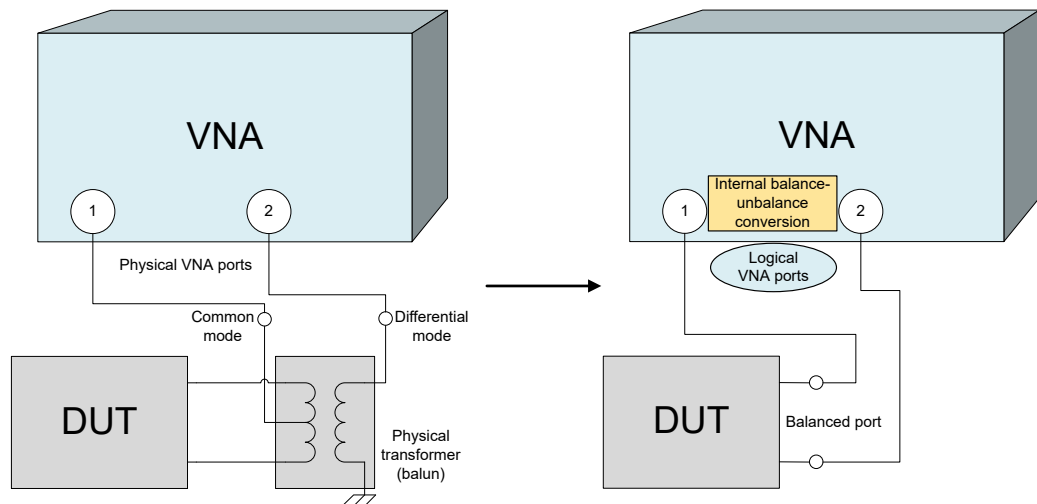 VNA
1
2
Physical VNA ports
Common
mode
Differential
mode
DUT
Physical
transformer
(balun)
VNA
1
Internal balance-
unbalance
conversion
2
Logical
VNA ports
DUT
Balanced port